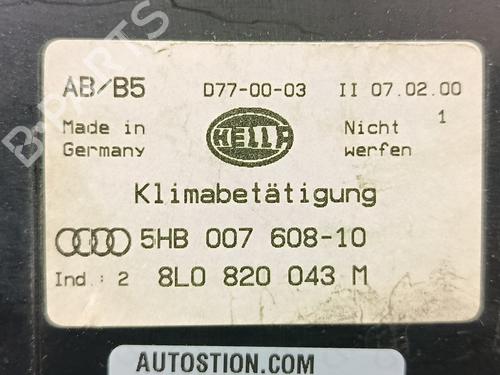 AB/B5 D77-00-03 II 07.02.00
Made in Germany HELLA Nicht werfen 1
Klimabetätigung
5HB 007 608-10
Ind.: 2 8L0 820 043 M
AUTOSTION.COM
B-PARTS